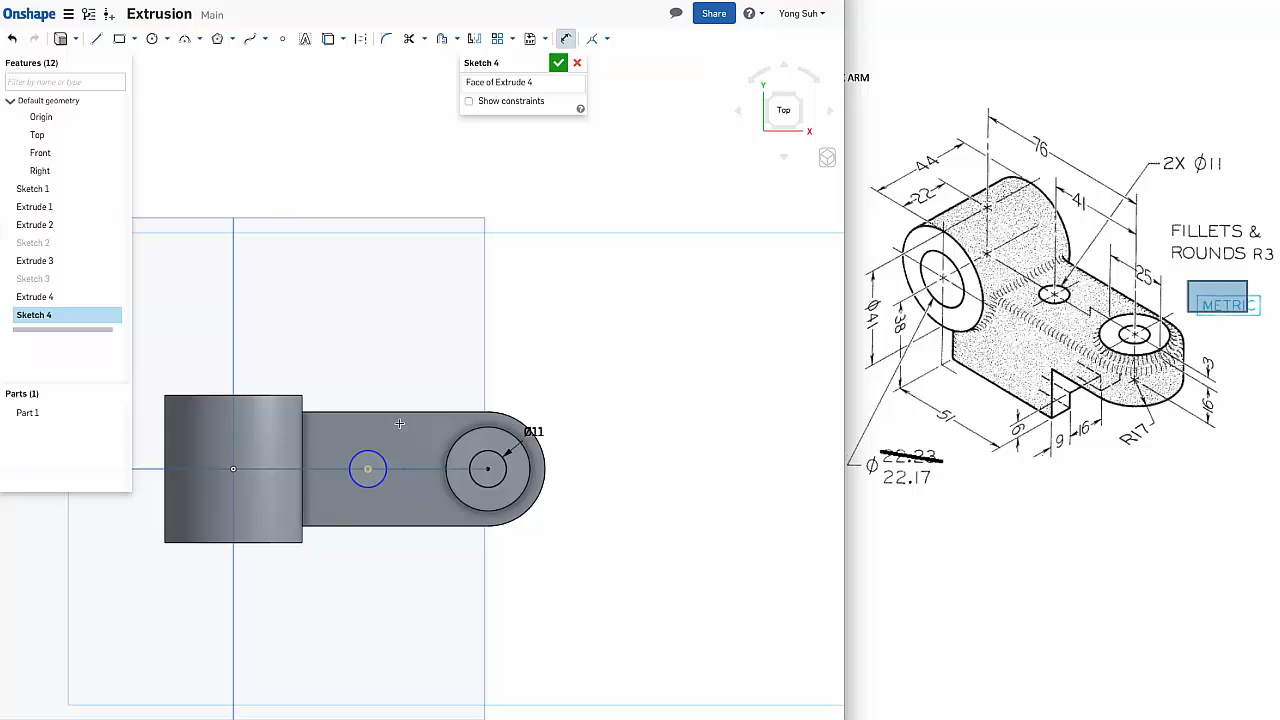 Onshape
Extrusion
Main
Share
Yong Suh
Features (12)
Filter by name or type
Default geometry
Origin
Top
Front
Right
Sketch 1
Extrude 1
Extrude 2
Sketch 2
Extrude 3
Sketch 3
Extrude 4
Sketch 4
Parts (1)
Part 1
Sketch 4
Face of Extrude 4
Show constraints
Y
Top
X
Ø11
ARM
76
44
22
2X Ø11
41
FILLETS &
ROUNDS R3
25
METRIC
Ø41
38
3
16
51
6
9
16
R17
Ø 22.23
22.17